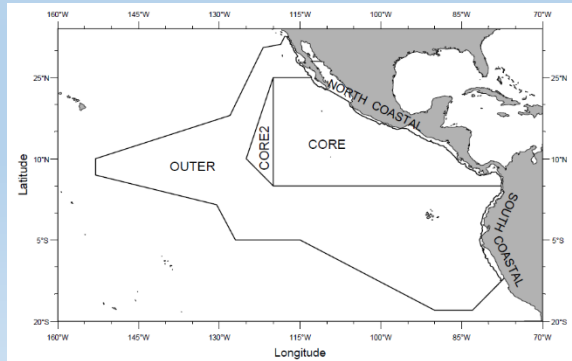 160°W 145°W 130°W 115°W 100°W 85°W 70°W
25°N
10°N
5°S
20°S
Latitude
NORTH COASTAL
CORE2
CORE
OUTER
SOUTH COASTAL
160°W 145°W 130°W 115°W 100°W 85°W 70°W
25°N
10°N
5°S
20°S
Longitude